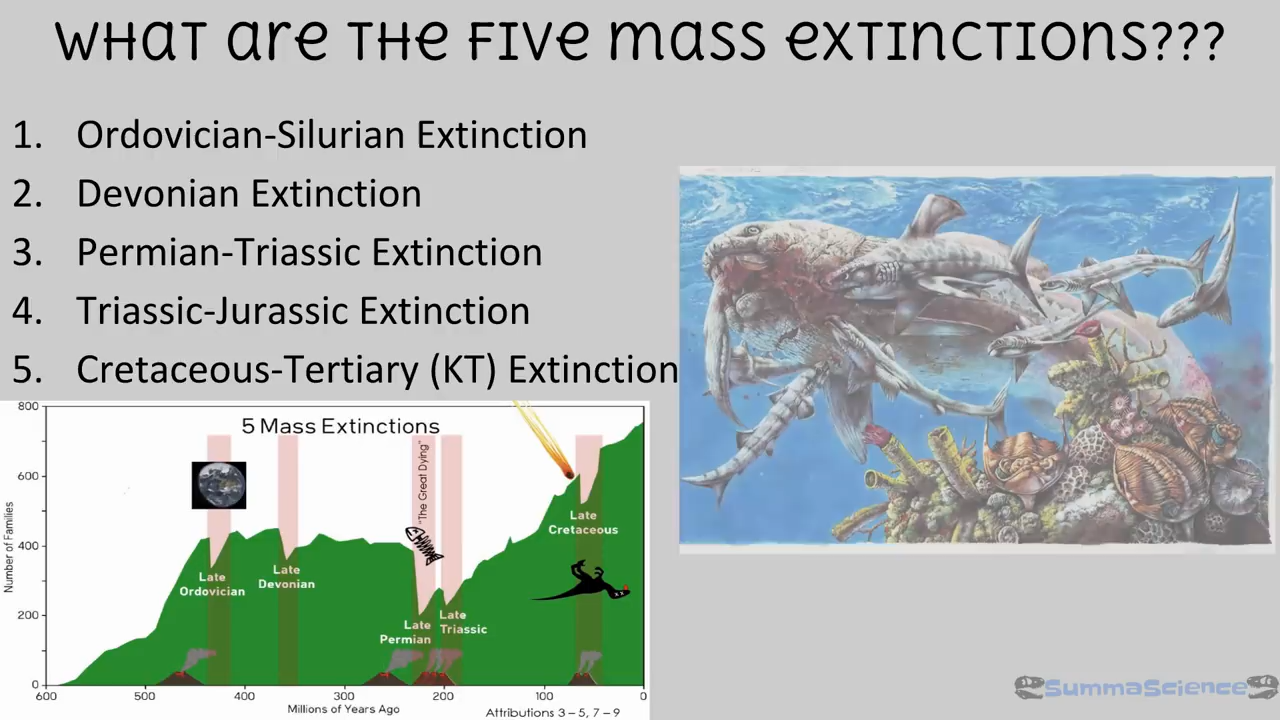 What are the five mass extinctions???
1. Ordovician-Silurian Extinction
2. Devonian Extinction
3. Permian-Triassic Extinction
4. Triassic-Jurassic Extinction
5. Cretaceous-Tertiary (KT) Extinction
5 Mass Extinctions
Number of Families
800
600
400
200
0
"The Great Dying"
Late
Ordovician
Late
Devonian
Late
Permian
Late
Triassic
Late
Cretaceous
600
500
400
300
200
100
0
Millions of Years Ago
Attributions 3 – 5, 7 – 9
SummaScience